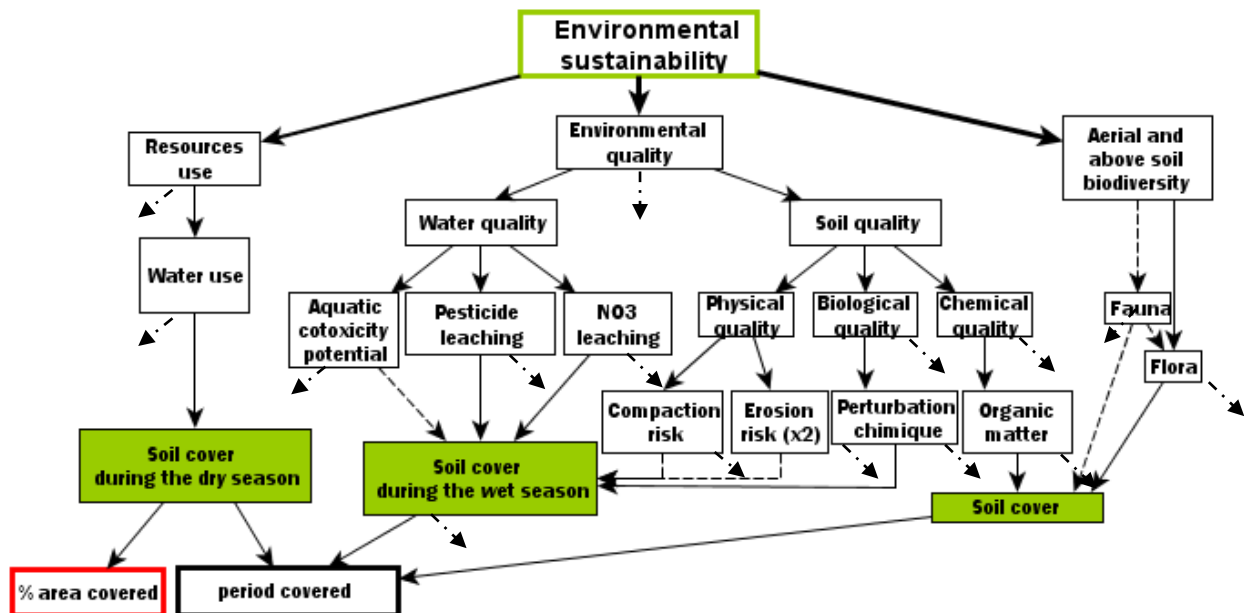 Environmental
sustainability
Resources
use
Environmental
quality
Aerial and
above soil
biodiversity
Water quality
Soil quality
Water use
Aquatic
cotoxicity
potential
Pesticide
leaching
NO3
leaching
Physical
quality
Biological
quality
Chemical
quality
Fauna
Flora
Compaction
risk
Erosion
risk (x2)
Perturbation
chimique
Organic
matter
Soil cover
during the dry season
Soil cover
during the wet season
Soil cover
% area covered
period covered